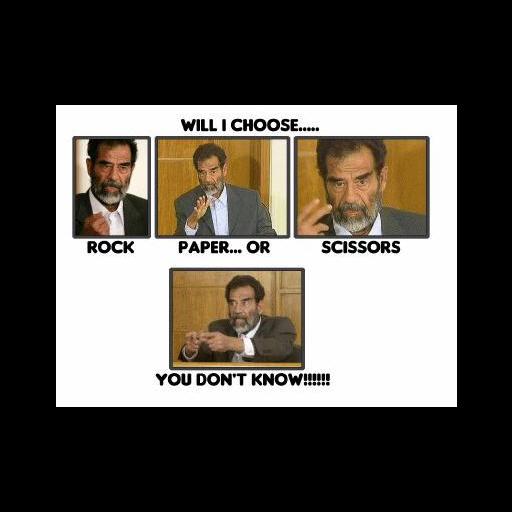 WILL I CHOOSE.....
ROCK PAPER... OR SCISSORS
YOU DON'T KNOW!!!!!!